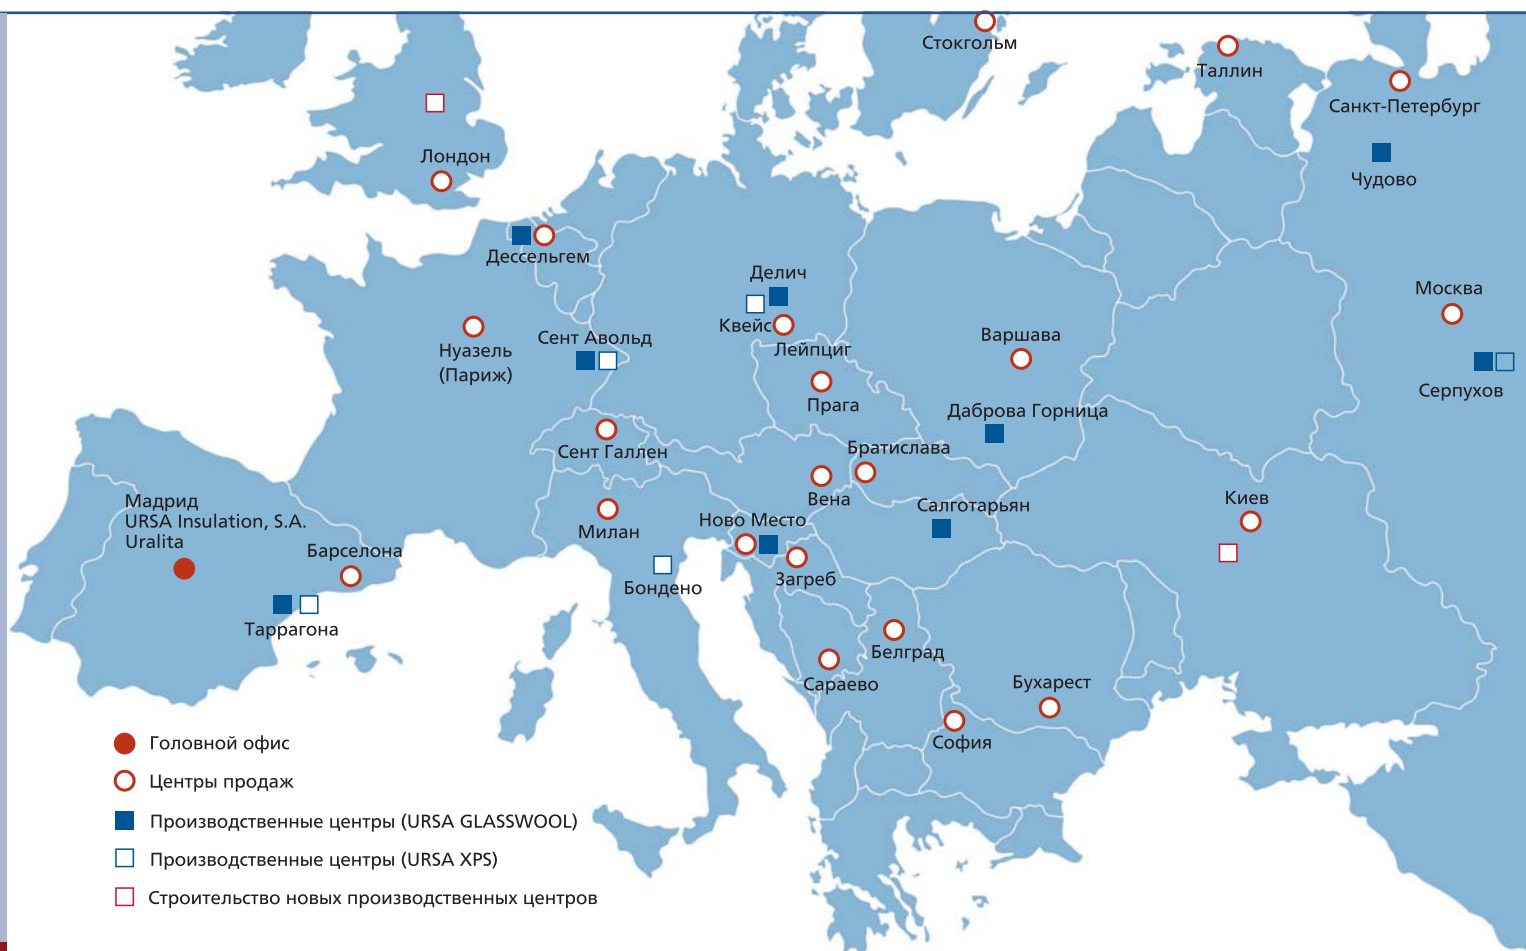 Стокгольм
Таллин
Санкт-Петербург
Лондон
Чудово
Дессельгем
Делич
Москва
Квейс
Сент Авольд
Варшава
Нуазель
(Париж)
Лейпциг
Серпухов
Прага
Даброва Горница
Сент Галлен
Братислава
Вена
Мадрид
URSA Insulation, S.A.
Uralita
Киев
Салготарьян
Милан
Ново Место
Барселона
Загреб
Бондено
Таррагона
Белград
Сараево
Бухарест
София
Головной офис
Центры продаж
Производственные центры (URSA GLASSWOOL)
Производственные центры (URSA XPS)
Строительство новых производственных центров